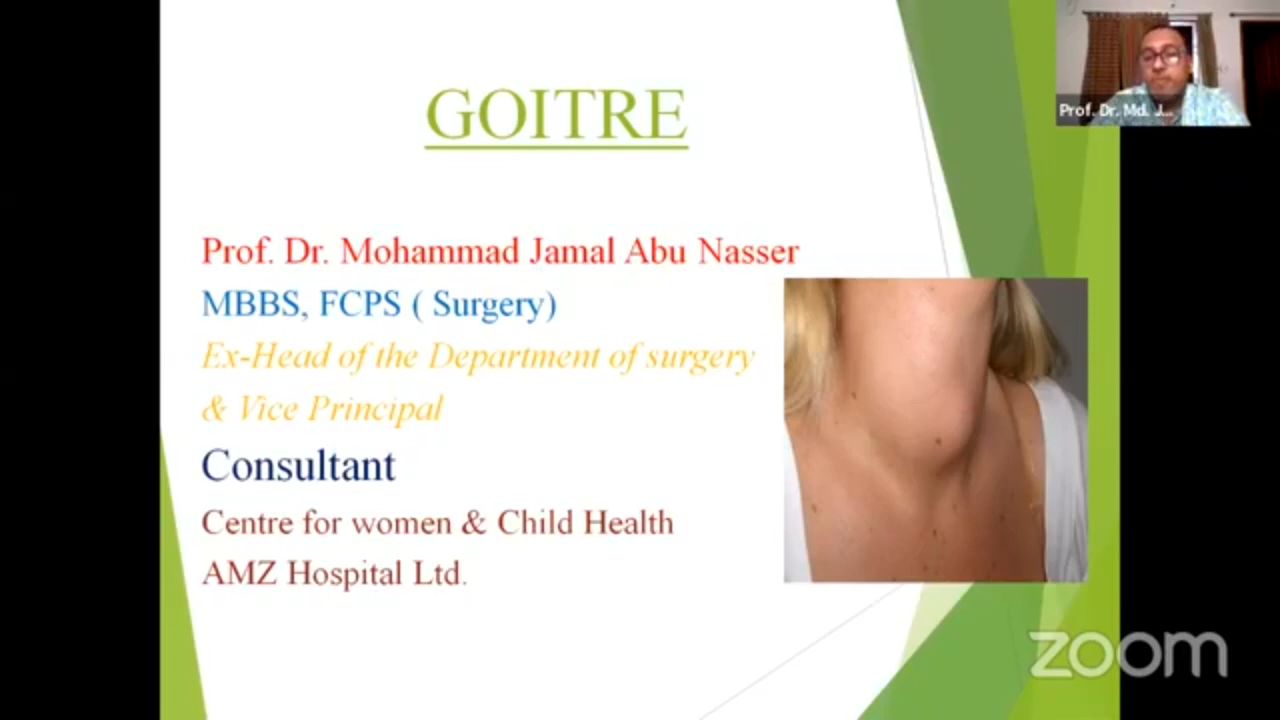 GOITRE
Prof. Dr. Md. J...
Prof. Dr. Mohammad Jamal Abu Nasser
MBBS, FCPS ( Surgery)
Ex-Head of the Department of surgery
& Vice Principal
Consultant
Centre for women & Child Health
AMZ Hospital Ltd.
zoom